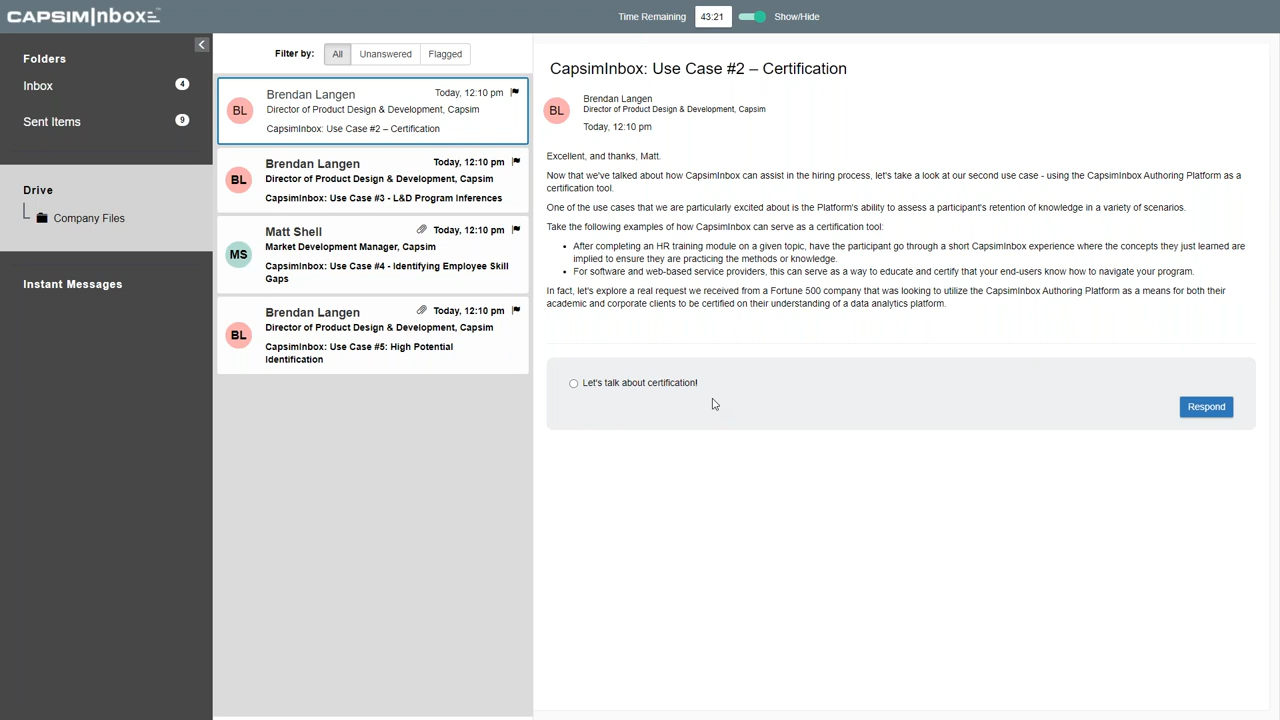 CAPSIM|nbox
Time Remaining 43:21 Show/Hide
Folders
Inbox 4
Sent Items 9
Drive
Company Files
Instant Messages
Filter by: All Unanswered Flagged
BL
Brendan Langen Today, 12:10 pm
Director of Product Design & Development, Capsim
CapsimInbox: Use Case #2 – Certification
BL
Brendan Langen Today, 12:10 pm
Director of Product Design & Development, Capsim
CapsimInbox: Use Case #3 - L&D Program Inferences
MS
Matt Shell Today, 12:10 pm
Market Development Manager, Capsim
CapsimInbox: Use Case #4 - Identifying Employee Skill
Gaps
BL
Brendan Langen Today, 12:10 pm
Director of Product Design & Development, Capsim
CapsimInbox: Use Case #5: High Potential
Identification
CapsimInbox: Use Case #2 – Certification
BL
Brendan Langen
Director of Product Design & Development, Capsim
Today, 12:10 pm
Excellent, and thanks, Matt.
Now that we've talked about how CapsimInbox can assist in the hiring process, let's take a look at our second use case - using the CapsimInbox Authoring Platform as a
certification tool.
One of the use cases that we are particularly excited about is the Platform's ability to assess a participant's retention of knowledge in a variety of scenarios.
Take the following examples of how CapsimInbox can serve as a certification tool:
• After completing an HR training module on a given topic, have the participant go through a short CapsimInbox experience where the concepts they just learned are
implied to ensure they are practicing the methods or knowledge.
• For software and web-based service providers, this can serve as a way to educate and certify that your end-users know how to navigate your program.
In fact, let's explore a real request we received from a Fortune 500 company that was looking to utilize the CapsimInbox Authoring Platform as a means for both their
academic and corporate clients to be certified on their understanding of a data analytics platform.
Let's talk about certification!
Respond